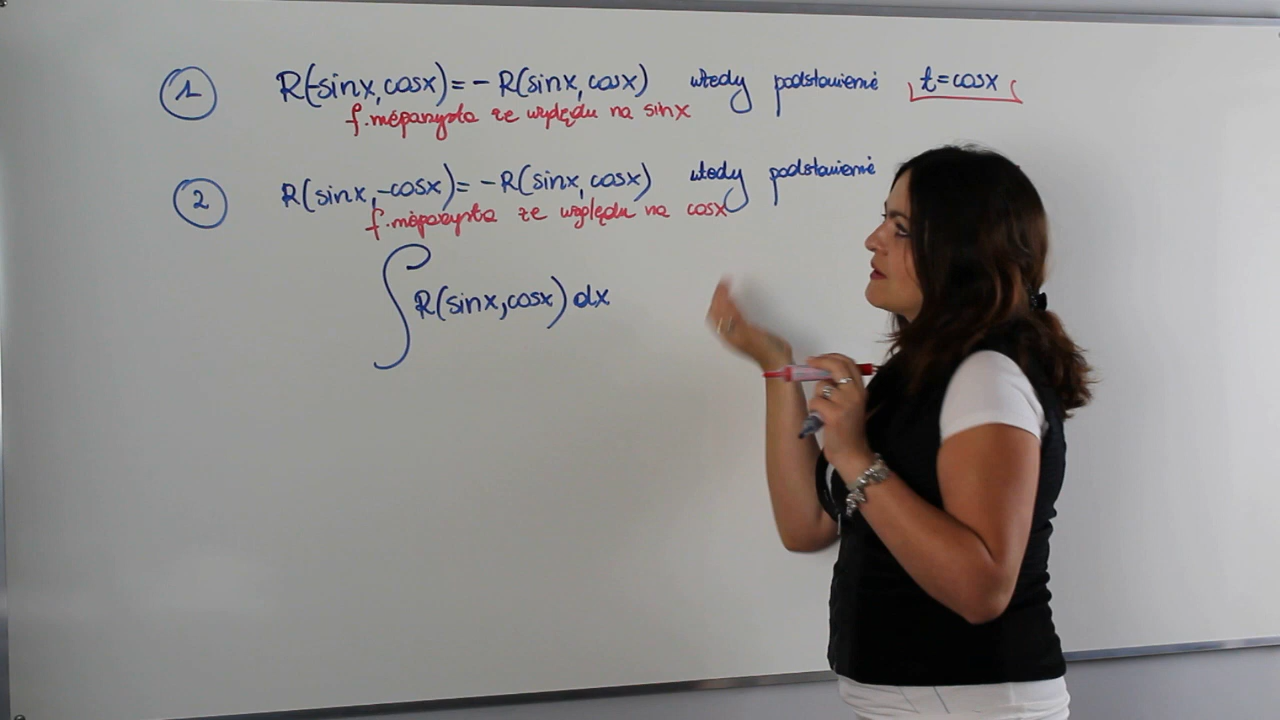 1 R(-sinx, cosx) = - R(sinx, cosx) wtedy podstawienie t = cosx
f. nieparzysta ze względu na sinx
2 R(sinx, -cosx) = - R(sinx, cosx) wtedy podstawienie
f. nieparzysta ze względu na cosx
∫ R(sinx, cosx) dx